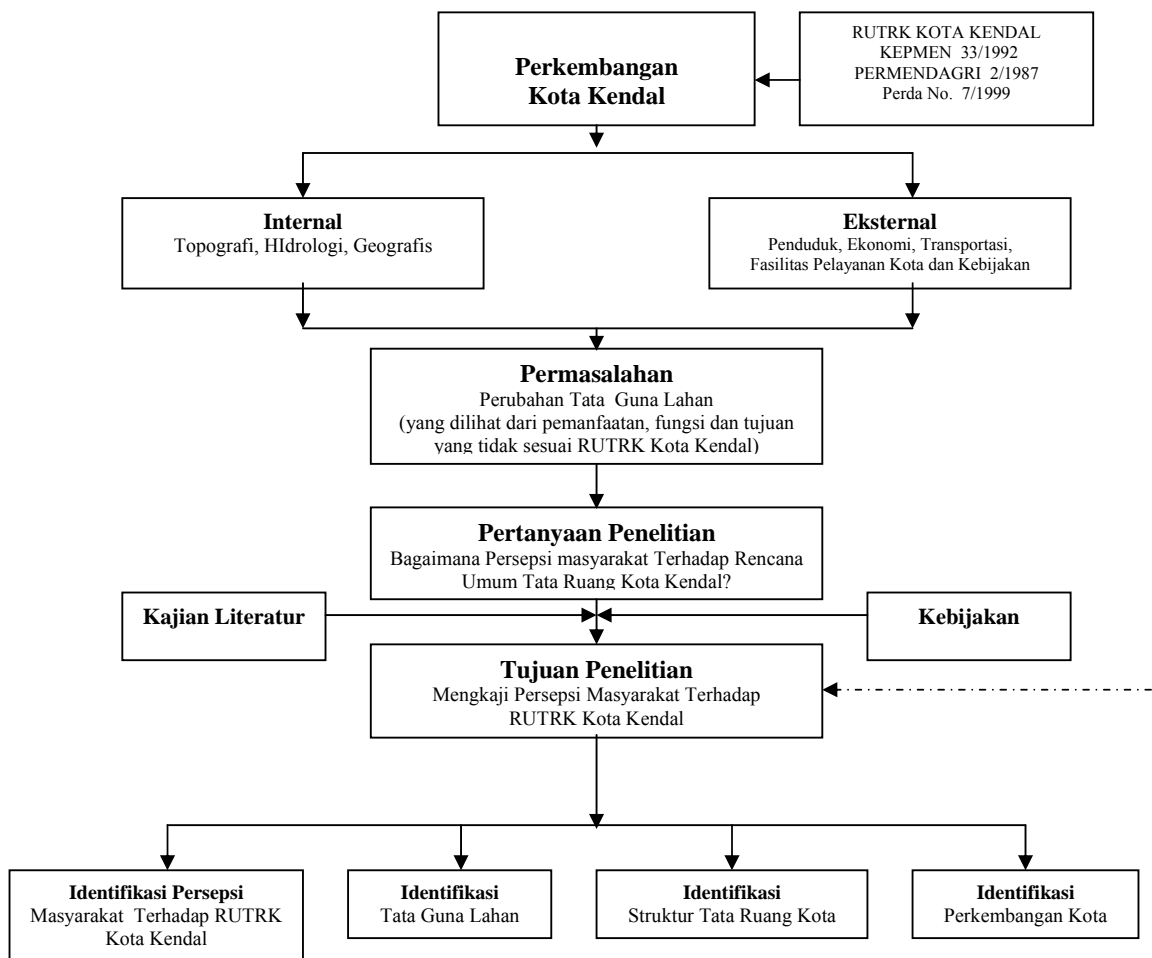 Perkembangan
Kota Kendal
RUTRK KOTA KENDAL
KEPMEN 33/1992
PERMENDAGRI 2/1987
Perda No. 7/1999
Internal
Topografi, HIdrologi, Geografis
Eksternal
Penduduk, Ekonomi, Transportasi,
Fasilitas Pelayanan Kota dan Kebijakan
Permasalahan
Perubahan Tata Guna Lahan
(yang dilihat dari pemanfaatan, fungsi dan tujuan
yang tidak sesuai RUTRK Kota Kendal)
Pertanyaan Penelitian
Bagaimana Persepsi masyarakat Terhadap Rencana
Umum Tata Ruang Kota Kendal?
Kajian Literatur
Kebijakan
Tujuan Penelitian
Mengkaji Persepsi Masyarakat Terhadap
RUTRK Kota Kendal
Identifikasi Persepsi
Masyarakat Terhadap RUTRK
Kota Kendal
Identifikasi
Tata Guna Lahan
Identifikasi
Struktur Tata Ruang Kota
Identifikasi
Perkembangan Kota